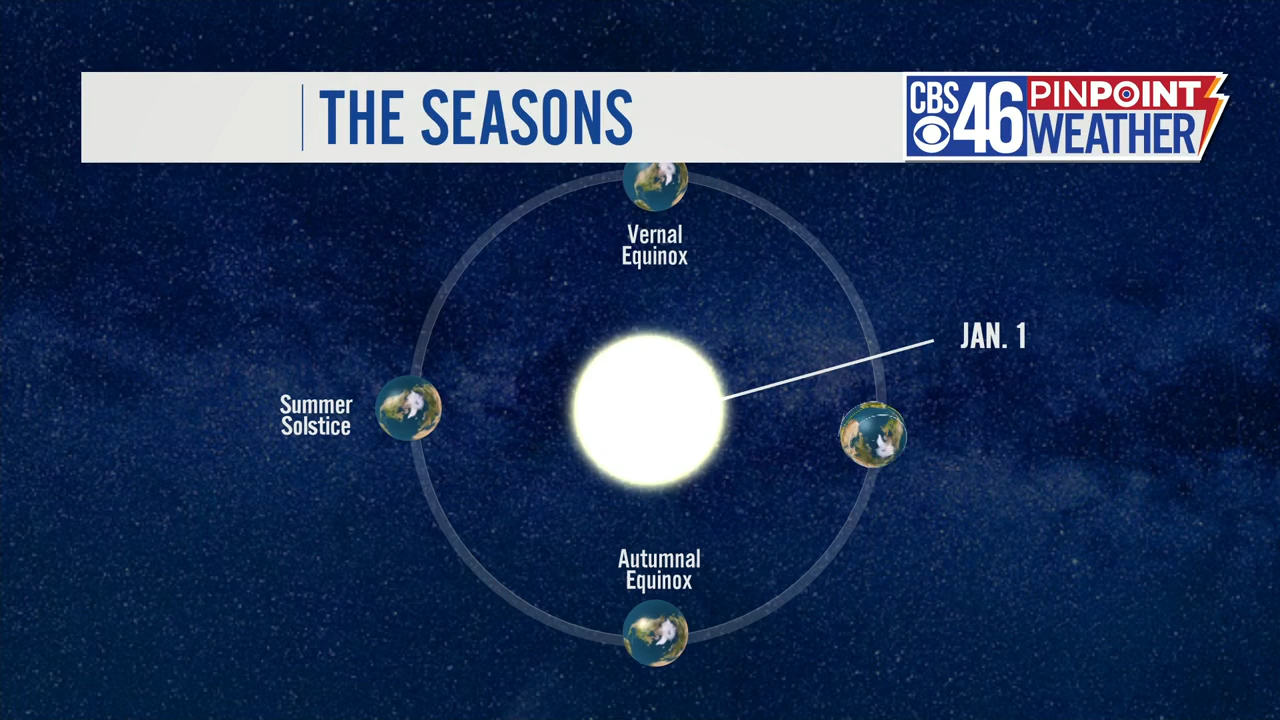 THE SEASONS
CBS 46 PINPOINT
WEATHER
Vernal
Equinox
JAN. 1
Summer
Solstice
Autumnal
Equinox